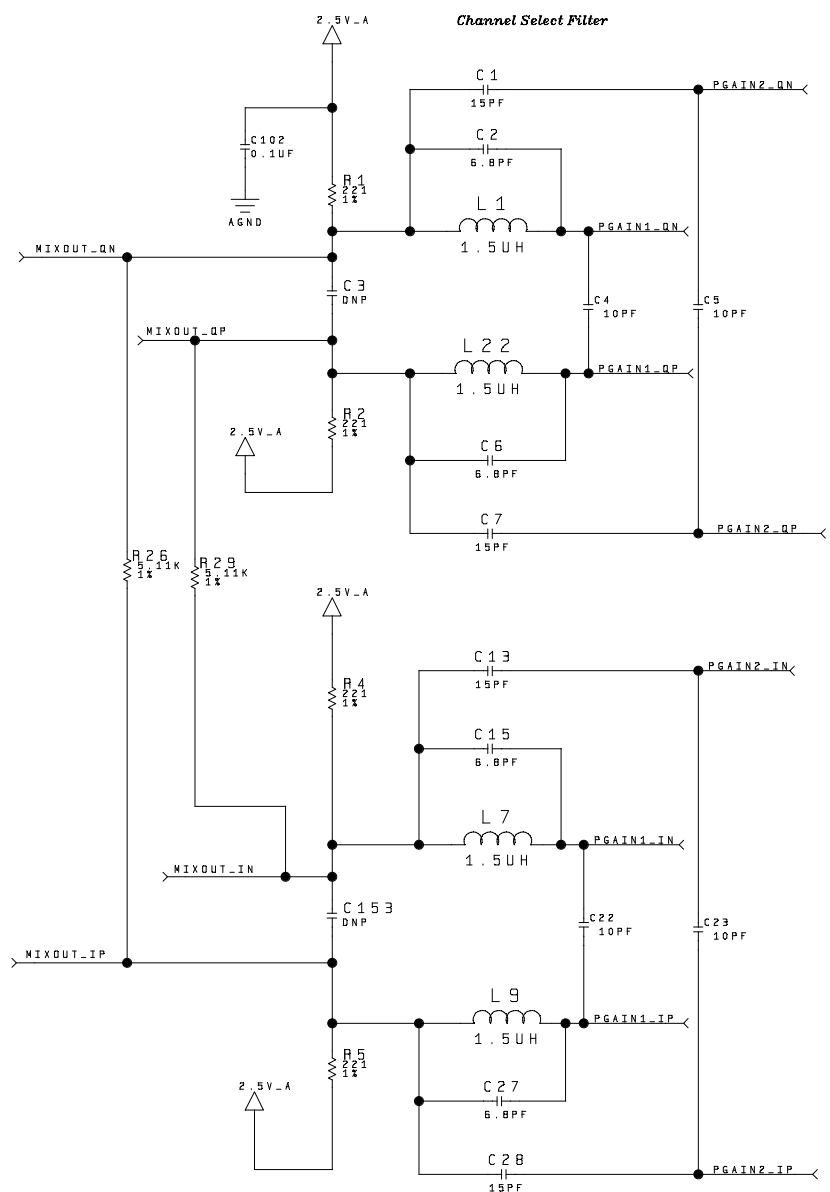 2.5V_A
Channel Select Filter
C1
15PF
PGAIN2_QN
C102
0.1UF
AGND
C2
6.8PF
R1
221
1%
L1
1.5UH
PGAIN1_QN
MIXOUT_QN
C3
DNP
C4
10PF
C5
10PF
MIXOUT_QP
L22
1.5UH
PGAIN1_QP
R2
221
1%
2.5V_A
C6
6.8PF
C7
15PF
PGAIN2_QP
R26
5.11K
1%
R29
5.11K
1%
2.5V_A
C13
15PF
PGAIN2_IN
R4
221
1%
C15
6.8PF
L7
1.5UH
PGAIN1_IN
MIXOUT_IN
C153
DNP
C22
10PF
C23
10PF
MIXOUT_IP
L9
1.5UH
PGAIN1_IP
R5
221
1%
2.5V_A
C27
6.8PF
C28
15PF
PGAIN2_IP